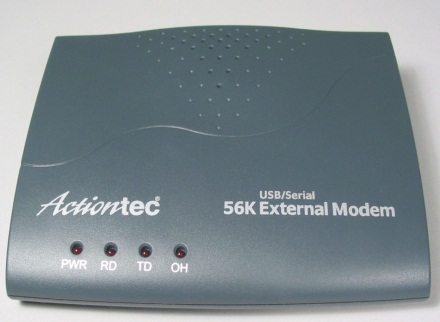 Actiontec®
USB/Serial
56K External Modem
PWR RD TD OH